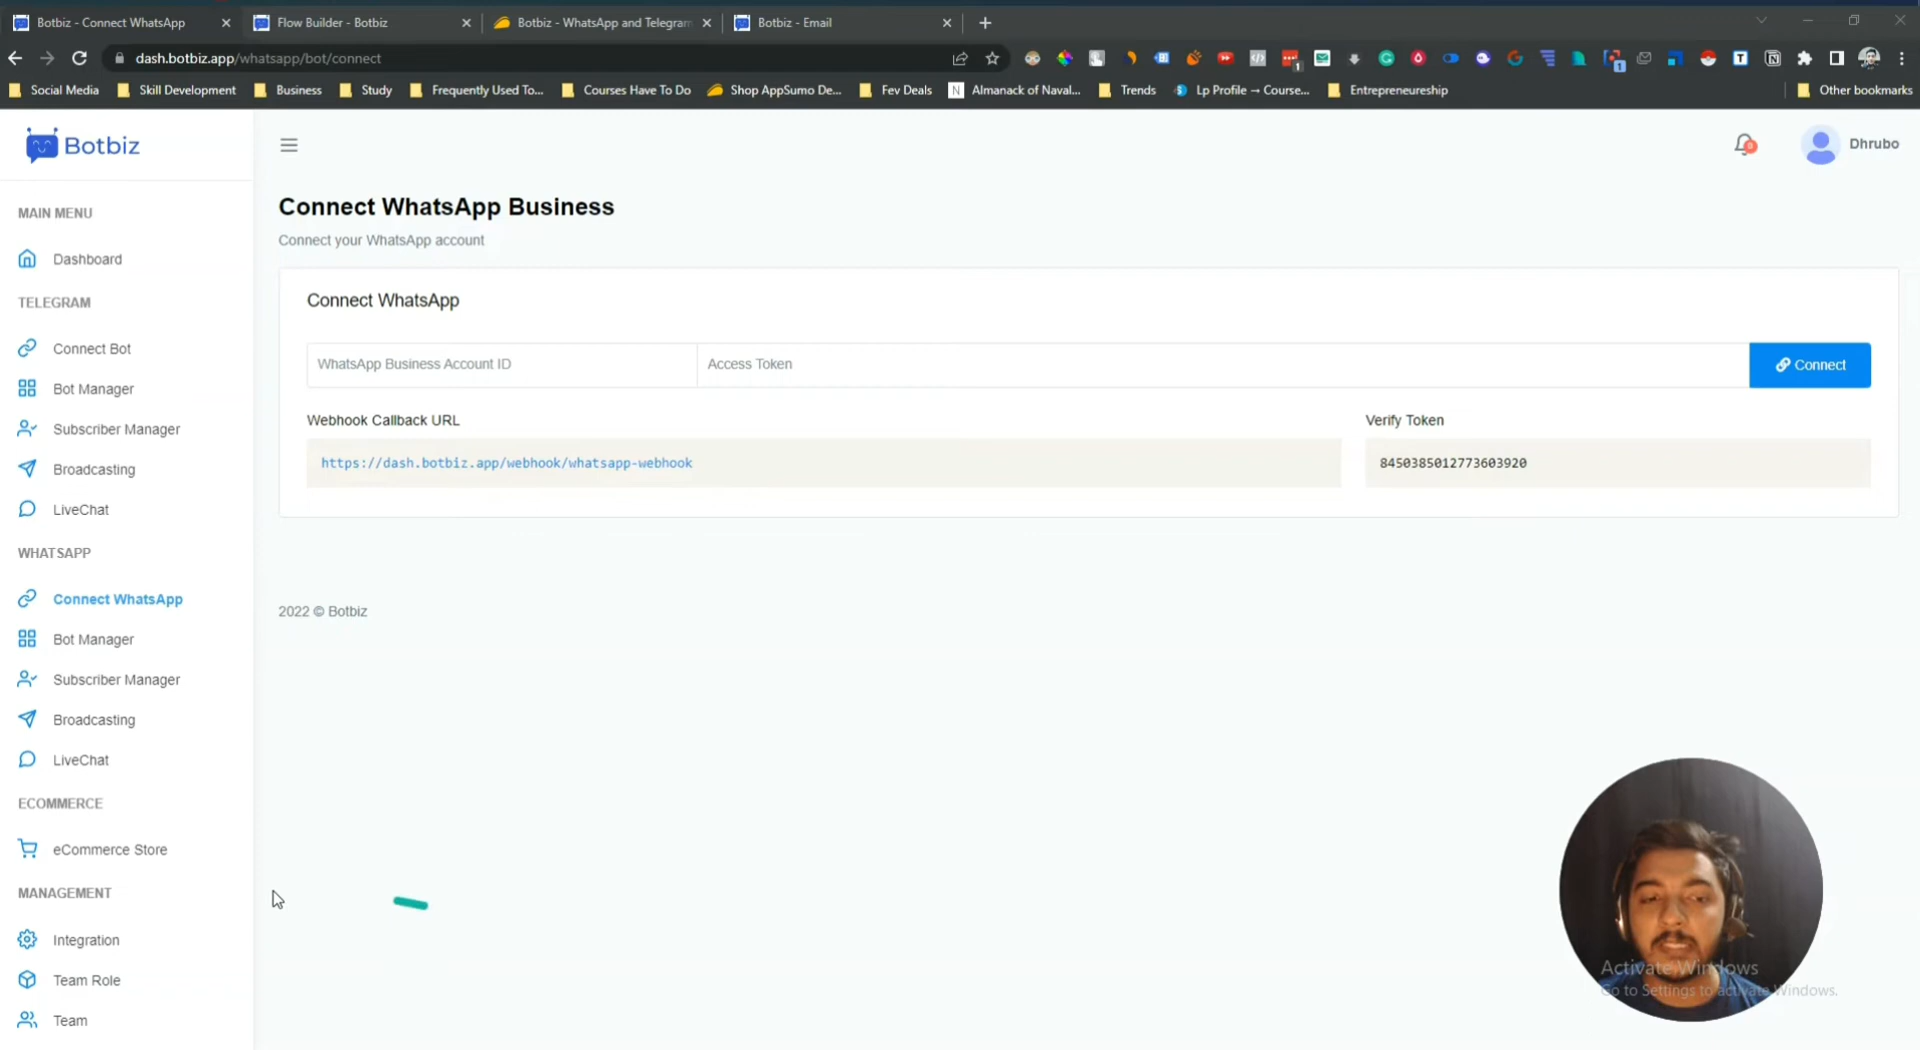 Botbiz - Connect WhatsApp
Flow Builder - Botbiz
Botbiz - WhatsApp and Telegram
Botbiz - Email
dash.botbiz.app/whatsapp/bot/connect
Social Media
Skill Development
Business
Study
Frequently Used To...
Courses Have To Do
Shop AppSumo De...
Fev Deals
Almanack of Naval...
Trends
Lp Profile → Course...
Entrepreneureship
Other bookmarks
Botbiz
Dhrubo
MAIN MENU
Dashboard
TELEGRAM
Connect Bot
Bot Manager
Subscriber Manager
Broadcasting
LiveChat
WHATSAPP
Connect WhatsApp
Bot Manager
Subscriber Manager
Broadcasting
LiveChat
ECOMMERCE
eCommerce Store
MANAGEMENT
Integration
Team Role
Team
Connect WhatsApp Business
Connect your WhatsApp account
Connect WhatsApp
WhatsApp Business Account ID
Access Token
Connect
Webhook Callback URL
Verify Token
https://dash.botbiz.app/webhook/whatsapp-webhook
8450385012773603920
2022 © Botbiz
Activate Windows
Go to Settings to activate Windows.